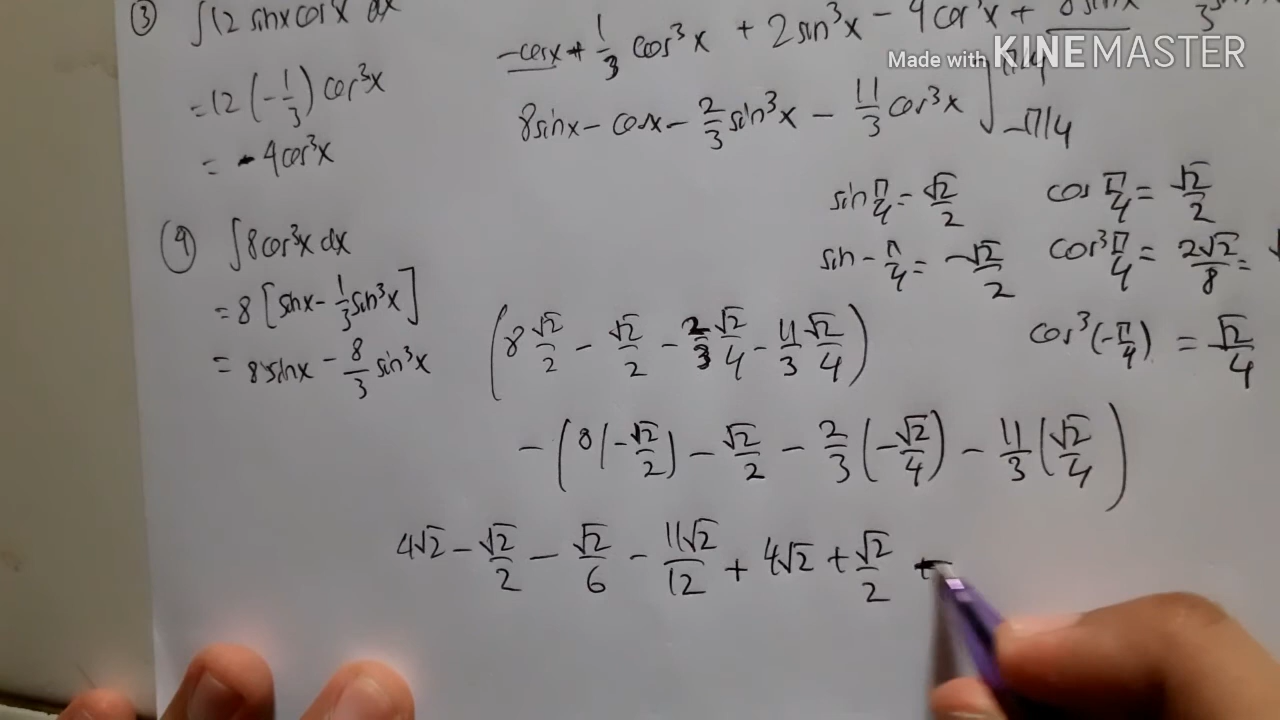 ③ ∫12 sinx cos²x dx
= 12 (-1/3) cos³x
= -4cos³x
④ ∫8cos³x dx
= 8 [sinx - 1/3 sin³x]
= 8sinx - 8/3 sin³x
-cosx + 1/3 cos³x + 2sin³x - 4cos³x +
Made with KINEMASTER
8sinx - cosx - 2/3 sin³x - 11/3 cos³x ] π/4 -π/4
sin π/4 = √2/2 cos π/4 = √2/2
sin -π/4 = -√2/2 cos³ π/4 = 2√2/8 =
cos³(-π/4) = √2/4
(8 √2/2 - √2/2 - 2/3 √2/4 - 11/3 √2/4)
- (8(-√2/2) - √2/2 - 2/3 (-√2/4) - 11/3 (√2/4))
4√2 - √2/2 - √2/6 - 11√2/12 + 4√2 + √2/2